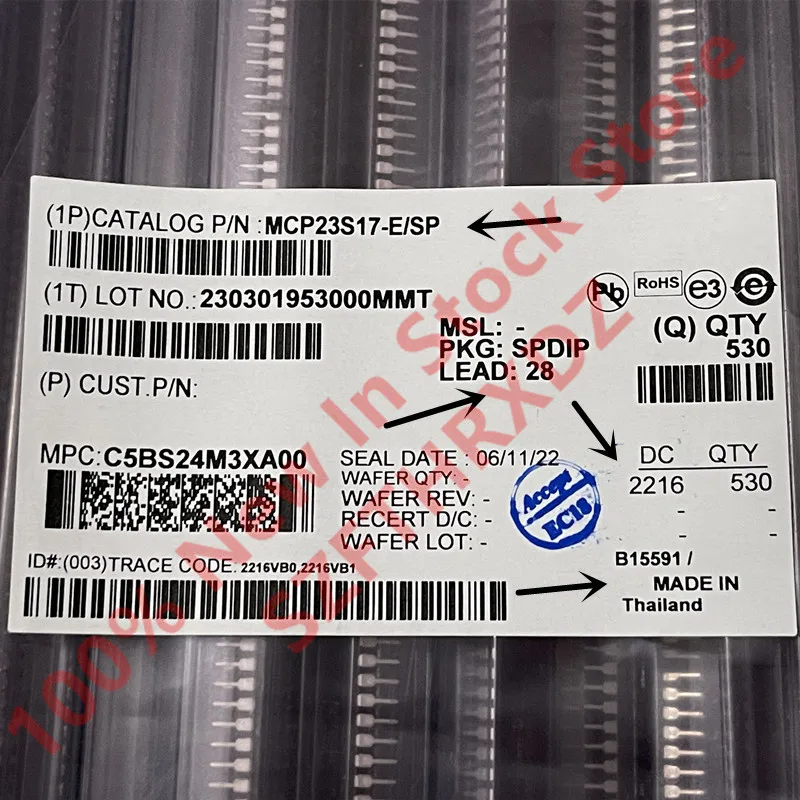 (1P)CATALOG P/N :MCP23S17-E/SP
(1T) LOT NO.:230301953000MMT
Pb
RoHS
e3
e
MSL: -
PKG: SPDIP
LEAD: 28
(Q) QTY
530
(P) CUST.P/N:
MPC:C5BS24M3XA00
SEAL DATE : 06/11/22
WAFER QTY: -
WAFER REV: -
RECERT D/C: -
WAFER LOT: -
Accept
EC18
DC QTY
2216 530
- -
- -
ID#:(003)TRACE CODE: 2216VB0,2216VB1
B15591 /
MADE IN
Thailand
100% New In Stock
SZFTHRXDZ Store